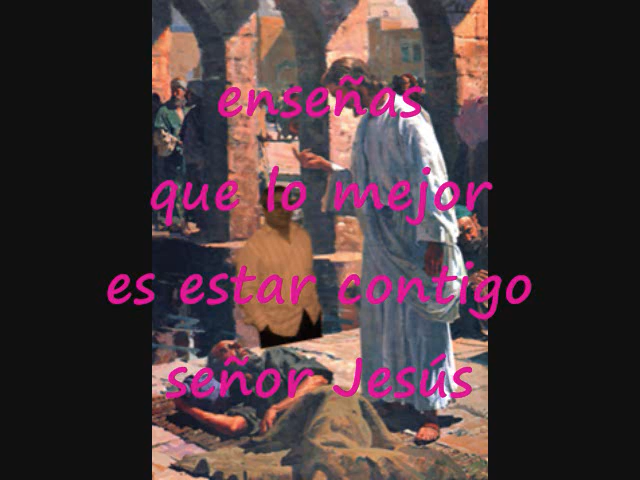 enseñas
que lo mejor
es estar contigo
señor Jesús